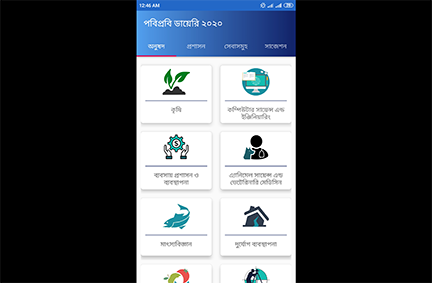 12:46 AM
পবিপ্রবি ডায়েরি ২০২০
অনুষদ প্রশাসন সেবাসমূহ সাজেশন
কৃষি
কম্পিউটার সায়েন্স এন্ড
ইঞ্জিনিয়ারিং
ব্যবসায় প্রশাসন ও
ব্যবস্থাপনা
এ্যানিমেল সায়েন্স এন্ড
ভেটেরিনারি মেডিসিন
মাৎস্যবিজ্ঞান
দুর্যোগ ব্যবস্থাপনা